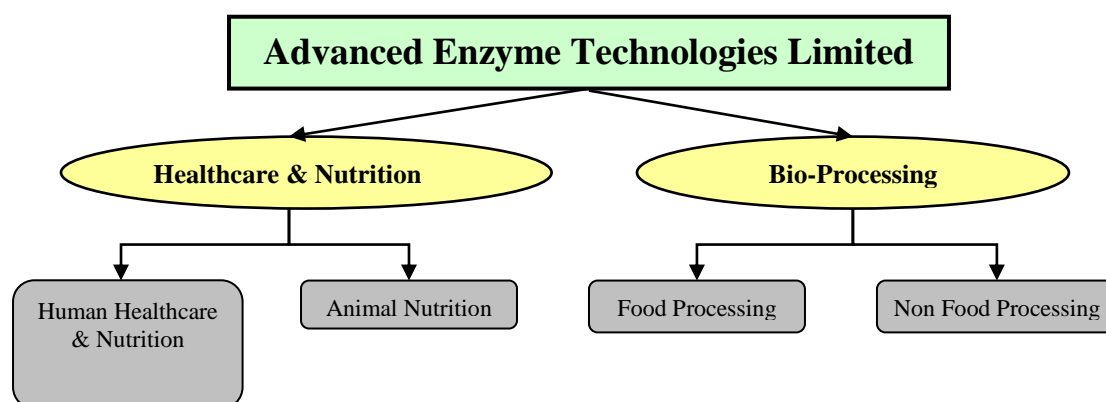 Advanced Enzyme Technologies Limited
Healthcare & Nutrition
Bio-Processing
Human Healthcare
& Nutrition
Animal Nutrition
Food Processing
Non Food Processing